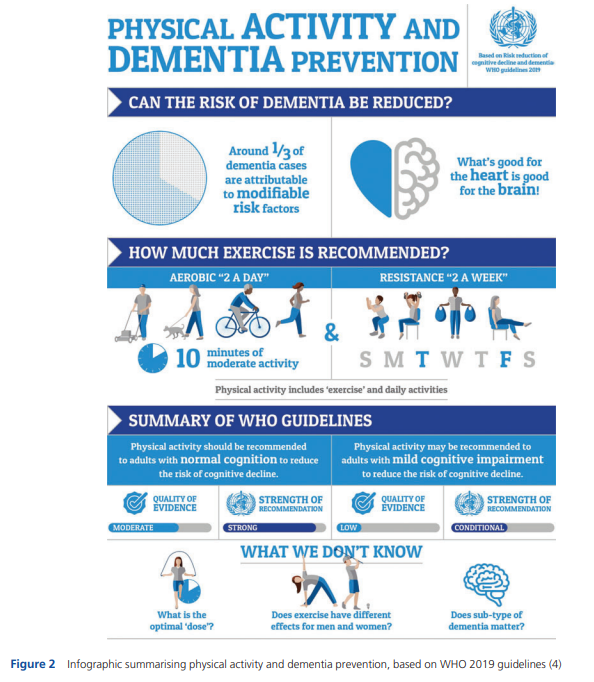 PHYSICAL ACTIVITY AND
DEMENTIA PREVENTION
Based on Risk reduction of
cognitive decline and dementia
WHO guidelines 2019
CAN THE RISK OF DEMENTIA BE REDUCED?
Around 1/3 of
dementia cases
are attributable
to modifiable
risk factors
What's good for
the heart is good
for the brain!
HOW MUCH EXERCISE IS RECOMMENDED?
AEROBIC “2 A DAY”
RESISTANCE “2 A WEEK”
&
10 minutes of
moderate activity
S M T W T F S
Physical activity includes ‘exercise’ and daily activities
SUMMARY OF WHO GUIDELINES
Physical activity should be recommended
to adults with normal cognition to reduce
the risk of cognitive decline.
Physical activity may be recommended to
adults with mild cognitive impairment
to reduce the risk of cognitive decline.
QUALITY OF
EVIDENCE
MODERATE
STRENGTH OF
RECOMMENDATION
STRONG
QUALITY OF
EVIDENCE
LOW
STRENGTH OF
RECOMMENDATION
CONDITIONAL
WHAT WE DON'T KNOW
What is the
optimal ‘dose’?
Does exercise have different
effects for men and women?
Does sub-type of
dementia matter?
Figure 2 Infographic summarising physical activity and dementia prevention, based on WHO 2019 guidelines (4)